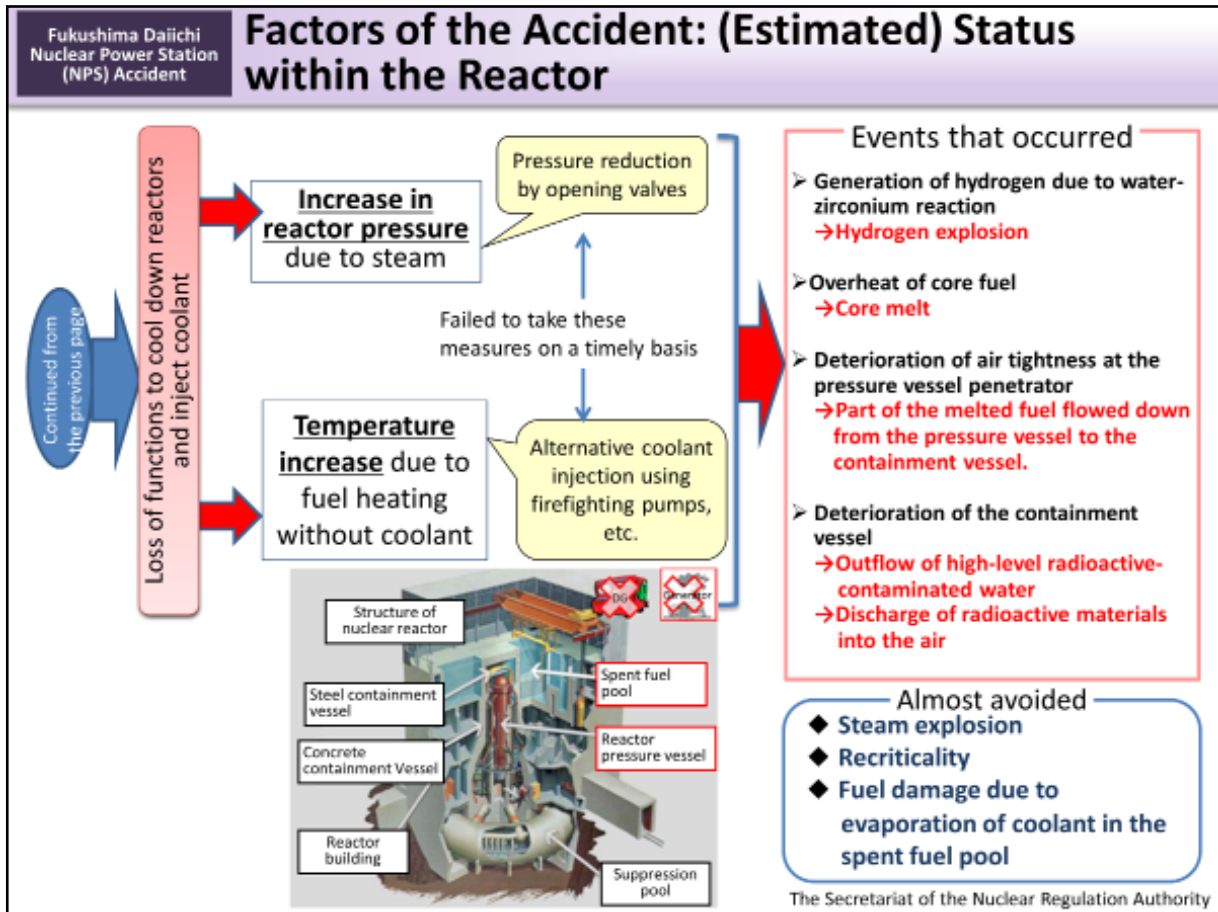 Fukushima Daiichi
Nuclear Power Station
(NPS) Accident
Factors of the Accident: (Estimated) Status
within the Reactor
Continued from
the previous page
Loss of functions to cool down reactors
and inject coolant
Increase in
reactor pressure
due to steam
Pressure reduction
by opening valves
Failed to take these
measures on a timely basis
Temperature
increase due to
fuel heating
without coolant
Alternative coolant
injection using
firefighting pumps,
etc.
DG
Generator
Structure of
nuclear reactor
Steel containment
vessel
Concrete
containment Vessel
Reactor
building
Spent fuel
pool
Reactor
pressure vessel
Suppression
pool
Events that occurred
➢ Generation of hydrogen due to water-
zirconium reaction
→Hydrogen explosion
➢Overheat of core fuel
→Core melt
➢ Deterioration of air tightness at the
pressure vessel penetrator
→Part of the melted fuel flowed down
from the pressure vessel to the
containment vessel.
➢ Deterioration of the containment
vessel
→Outflow of high-level radioactive-
contaminated water
→Discharge of radioactive materials
into the air
Almost avoided
◆ Steam explosion
◆ Recriticality
◆ Fuel damage due to
evaporation of coolant in the
spent fuel pool
The Secretariat of the Nuclear Regulation Authority